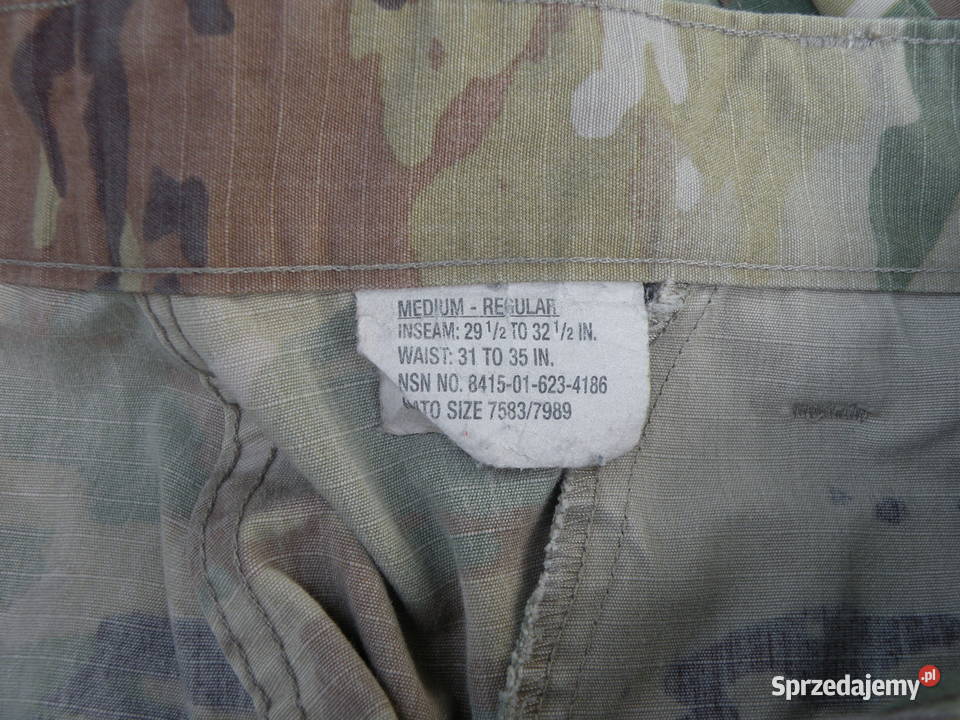 MEDIUM - REGULAR
INSEAM: 29 1/2 TO 32 1/2 IN.
WAIST: 31 TO 35 IN.
NSN NO. 8415-01-623-4186
NATO SIZE 7583/7989
Sprzedajemy.pl